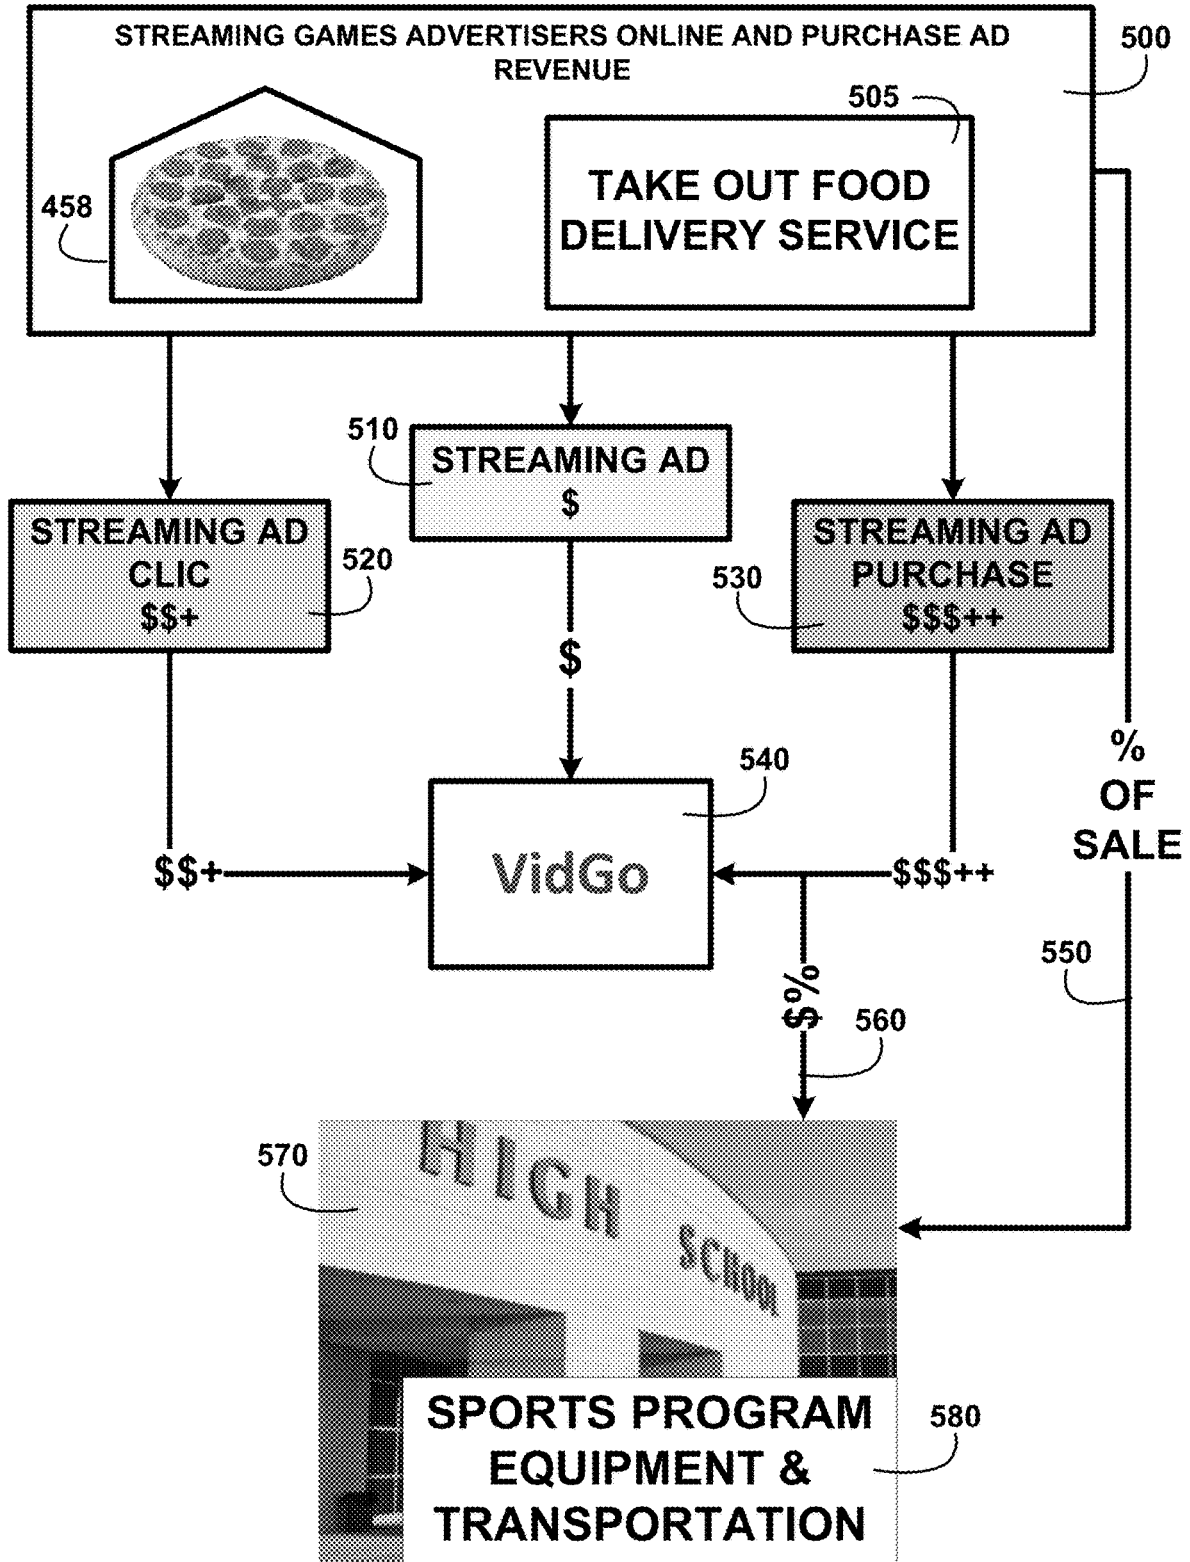 STREAMING GAMES ADVERTISERS ONLINE AND PURCHASE AD
REVENUE
500
505
458
TAKE OUT FOOD
DELIVERY SERVICE
510
STREAMING AD
$
STREAMING AD
CLIC
$$+
520
530
STREAMING AD
PURCHASE
$$$++
$
540
VidGo
$$+
$$$++
%
OF
SALE
550
$%
560
570
HIGH SCHOOL
SPORTS PROGRAM
EQUIPMENT &
TRANSPORTATION
580